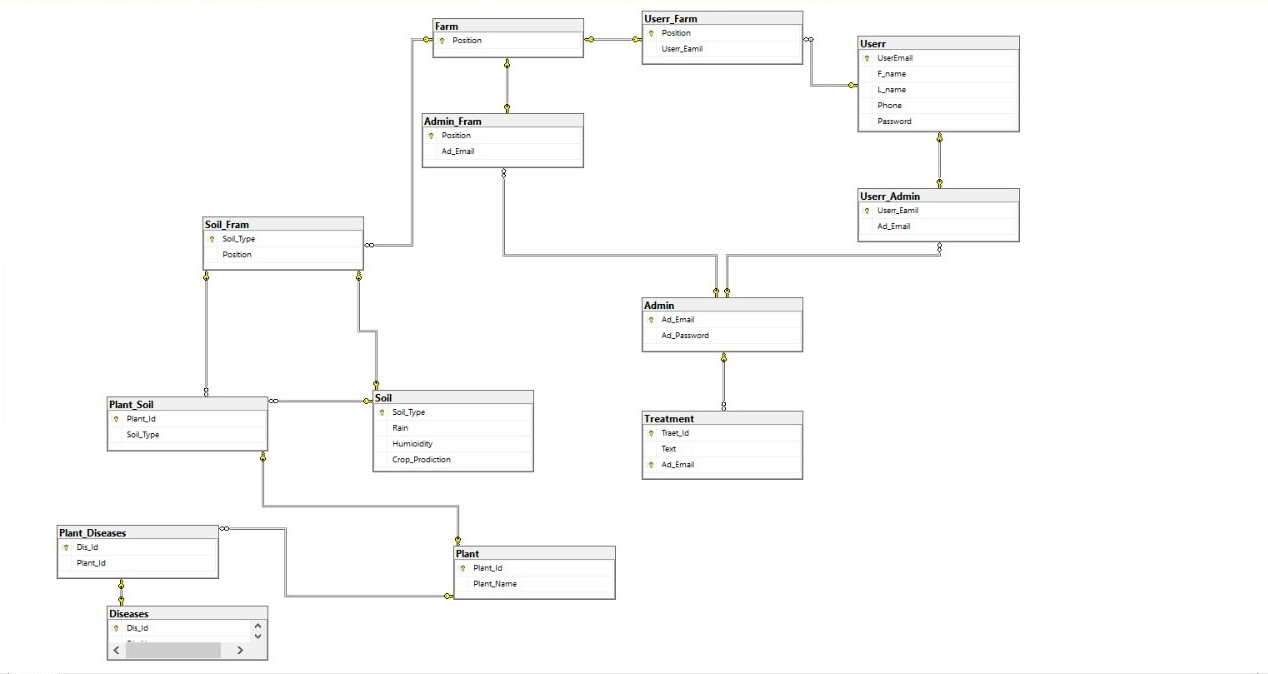 Farm
Position
Userr_Farm
Position
Userr_Eamil
Userr
UserEmail
F_name
L_name
Phone
Password
Admin_Fram
Position
Ad_Email
Userr_Admin
Userr_Eamil
Ad_Email
Soil_Fram
Soil_Type
Position
Admin
Ad_Email
Ad_Password
Plant_Soil
Plant_Id
Soil_Type
Soil
Soil_Type
Rain
Humioidity
Crop_Prodiction
Treatment
Traet_Id
Text
Ad_Email
Plant_Diseases
Dis_Id
Plant_Id
Plant
Plant_Id
Plant_Name
Diseases
Dis_Id